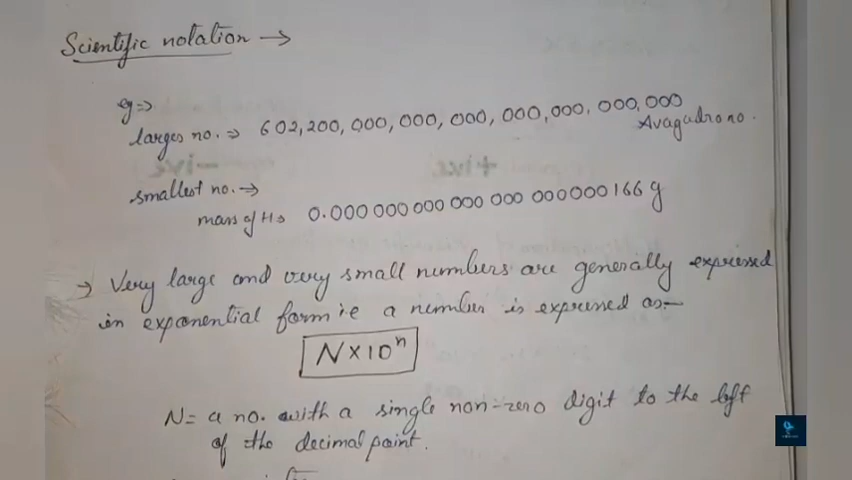 Scientific notation →
eg ⇒
larges no. ⇒ 602,200,000,000,000,000,000,000
Avagadro no.
smallest no. →
mass of H ⇒ 0.000 000 000 000 000 000000 166 g
→ Very large and very small numbers are generally expressed
in exponential form i.e a number is expressed as:—
N×10ⁿ
N= a no. with a single non-zero digit to the left
of the decimal point.